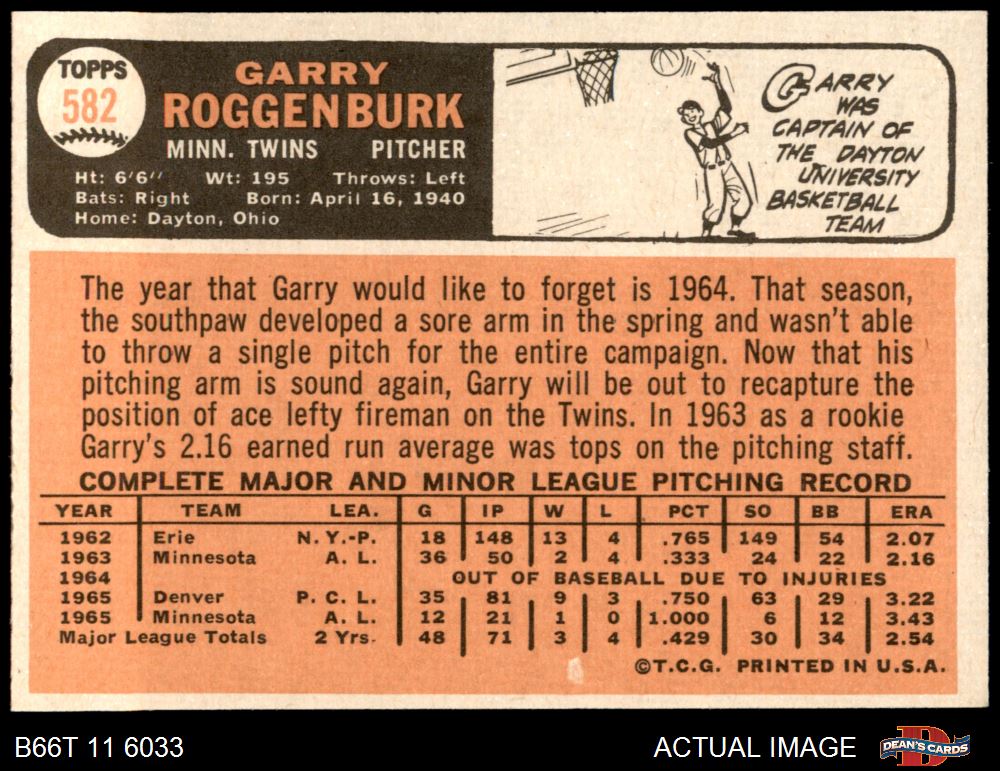 TOPPS
582
GARRY
ROGGENBURK
MINN. TWINS PITCHER
Ht: 6'6" Wt: 195 Throws: Left
Bats: Right Born: April 16, 1940
Home: Dayton, Ohio
GARRY
WAS
CAPTAIN OF
THE DAYTON
UNIVERSITY
BASKETBALL
TEAM
The year that Garry would like to forget is 1964. That season,
the southpaw developed a sore arm in the spring and wasn't able
to throw a single pitch for the entire campaign. Now that his
pitching arm is sound again, Garry will be out to recapture the
position of ace lefty fireman on the Twins. In 1963 as a rookie
Garry's 2.16 earned run average was tops on the pitching staff.
COMPLETE MAJOR AND MINOR LEAGUE PITCHING RECORD
YEAR TEAM LEA. G IP W L PCT SO BB ERA
1962 Erie N.Y.-P. 18 148 13 4 .765 149 54 2.07
1963 Minnesota A. L. 36 50 2 4 .333 24 22 2.16
1964 OUT OF BASEBALL DUE TO INJURIES
1965 Denver P. C. L. 35 81 9 3 .750 63 29 3.22
1965 Minnesota A. L. 12 21 1 0 1.000 6 12 3.43
Major League Totals 2 Yrs. 48 71 3 4 .429 30 34 2.54
©T.C.G. PRINTED IN U.S.A.
B66T 11 6033
ACTUAL IMAGE
D
DEAN'S CARDS